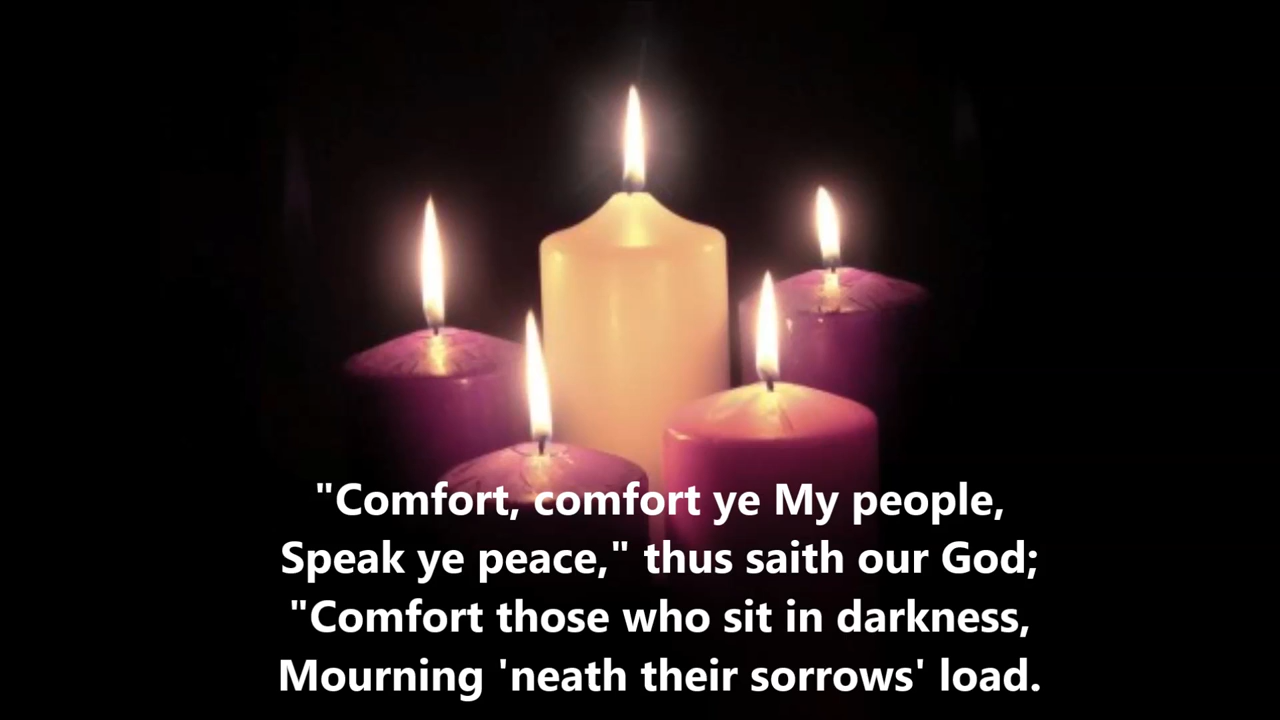 "Comfort, comfort ye My people,
Speak ye peace," thus saith our God;
"Comfort those who sit in darkness,
Mourning 'neath their sorrows' load.